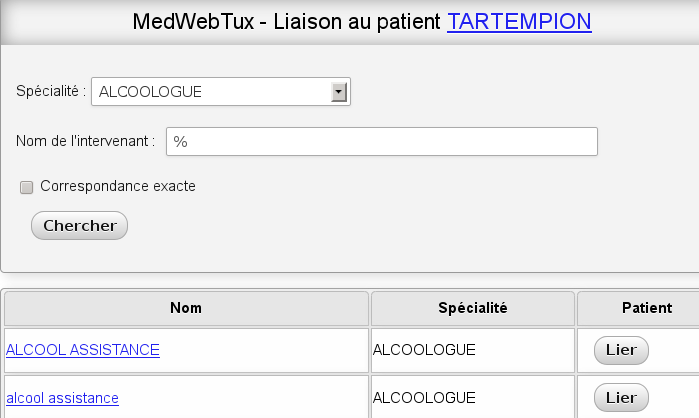 MedWebTux - Liaison au patient TARTEMPION
Spécialité : ALCOOLOGUE
Nom de l'intervenant : %
Correspondance exacte
Chercher
Nom Spécialité Patient
ALCOOL ASSISTANCE ALCOOLOGUE Lier
alcool assistance ALCOOLOGUE Lier